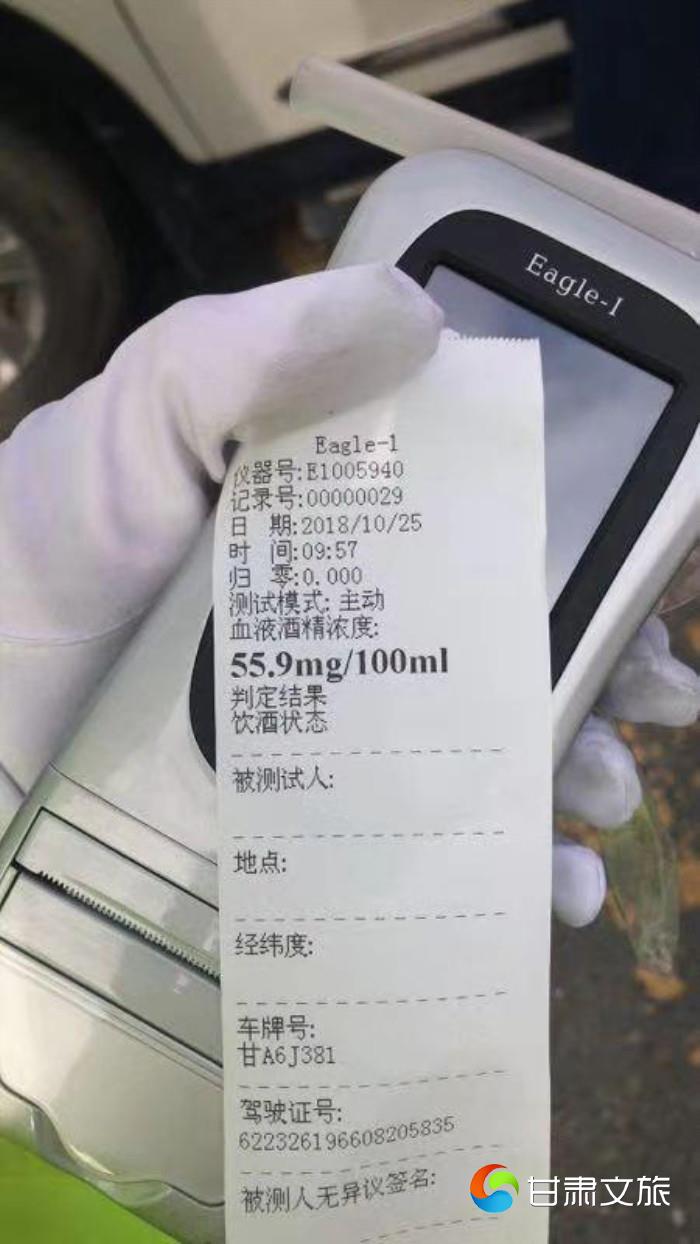 Eagle-I
Eagle-1
仪器号:E1005940
记录号:00000029
日 期:2018/10/25
时 间:09:57
归 零:0.000
测试模式: 主动
血液酒精浓度:
55.9mg/100ml
判定结果
饮酒状态
被测试人:
地点:
经纬度:
车牌号:
甘A6J381
驾驶证号:
622326196608205835
被测人无异议签名:
甘肃文旅